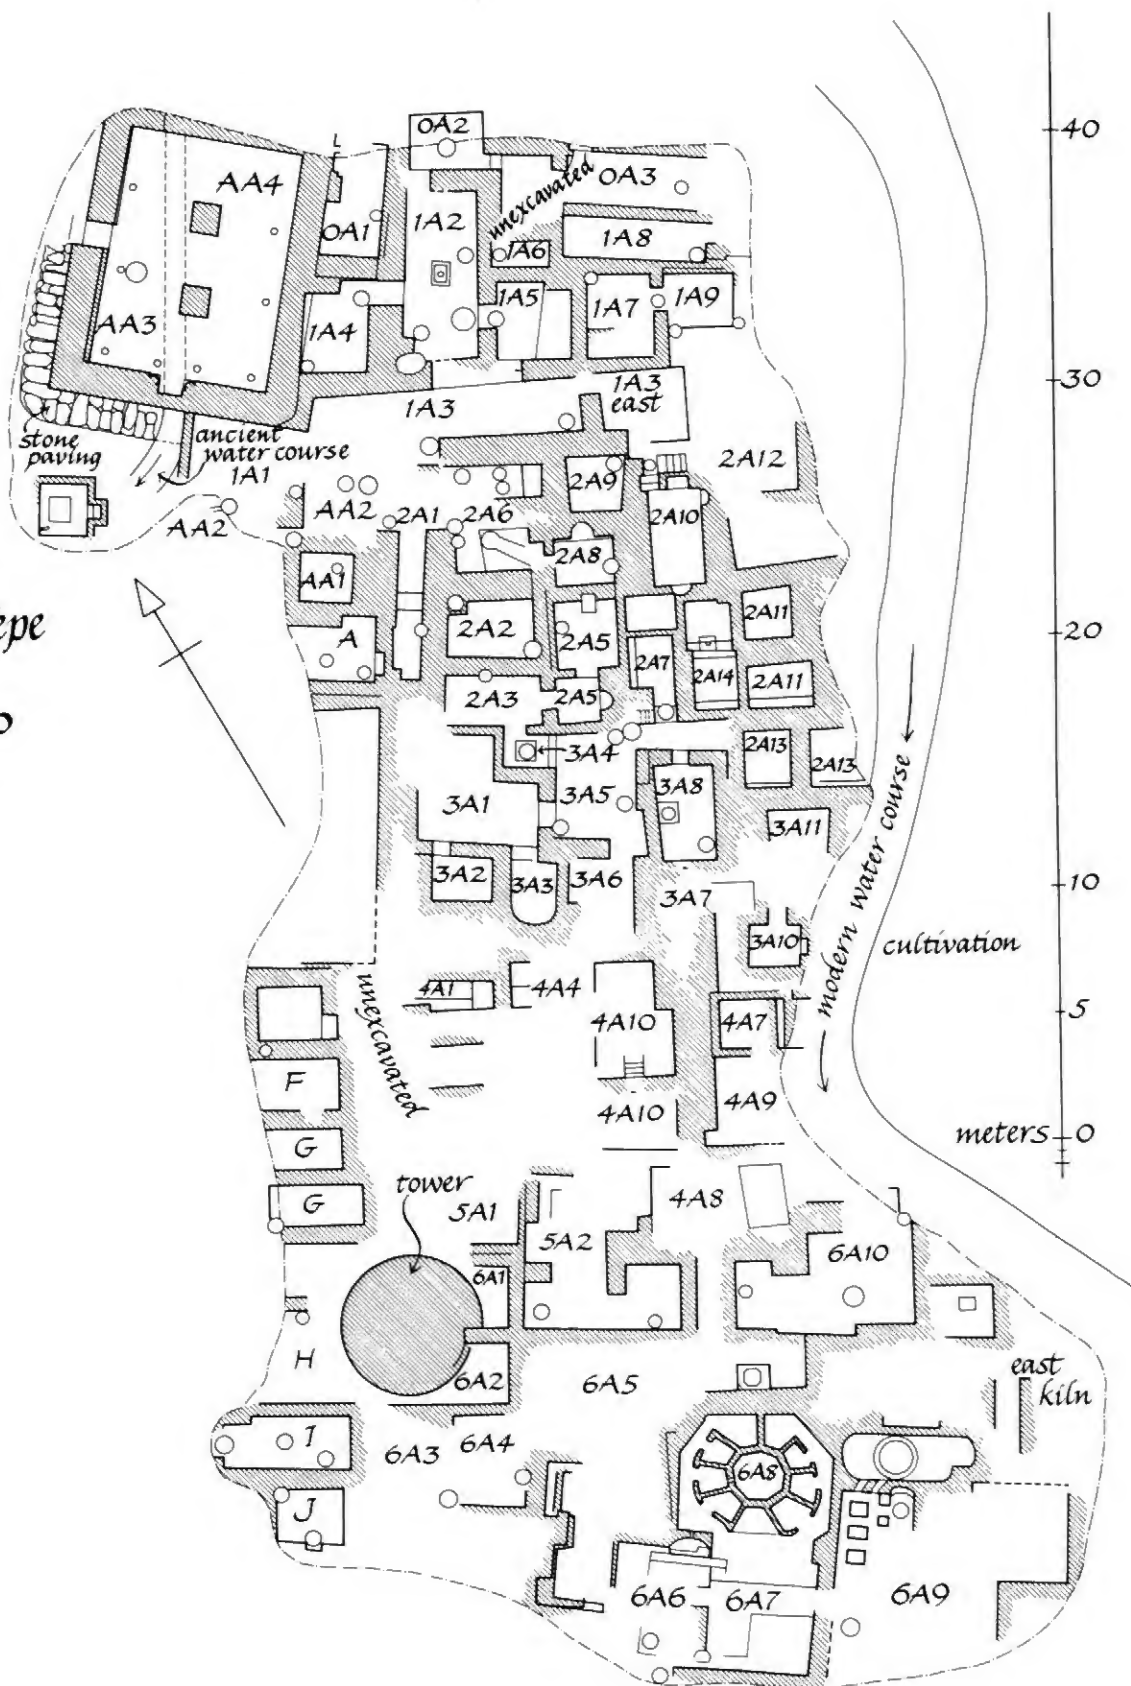 40
0A2
AA4
unexcavated
0A3
0A1
1A2
1A6
1A8
1A5
1A7
1A9
AA3
1A4
30
1A3
1A3
east
stone
paving
ancient
water course
1A1
2A12
AA2
AA2
2A1
2A6
2A9
2A10
2A8
AA1
2A11
epe
A
2A2
2A5
20
2A7
2A14
2A11
2A3
2A5
3A4
2A13
2A13
3A1
3A5
3A8
modern water course
3A11
3A2
3A3
3A6
3A7
10
3A10
cultivation
unexcavated
4A1
4A4
4A10
4A7
5
F
4A10
4A9
meters
0
G
tower
G
5A1
4A8
5A2
6A10
6A1
H
6A2
6A5
east
kiln
I
6A3
6A4
6A8
J
6A6
6A7
6A9